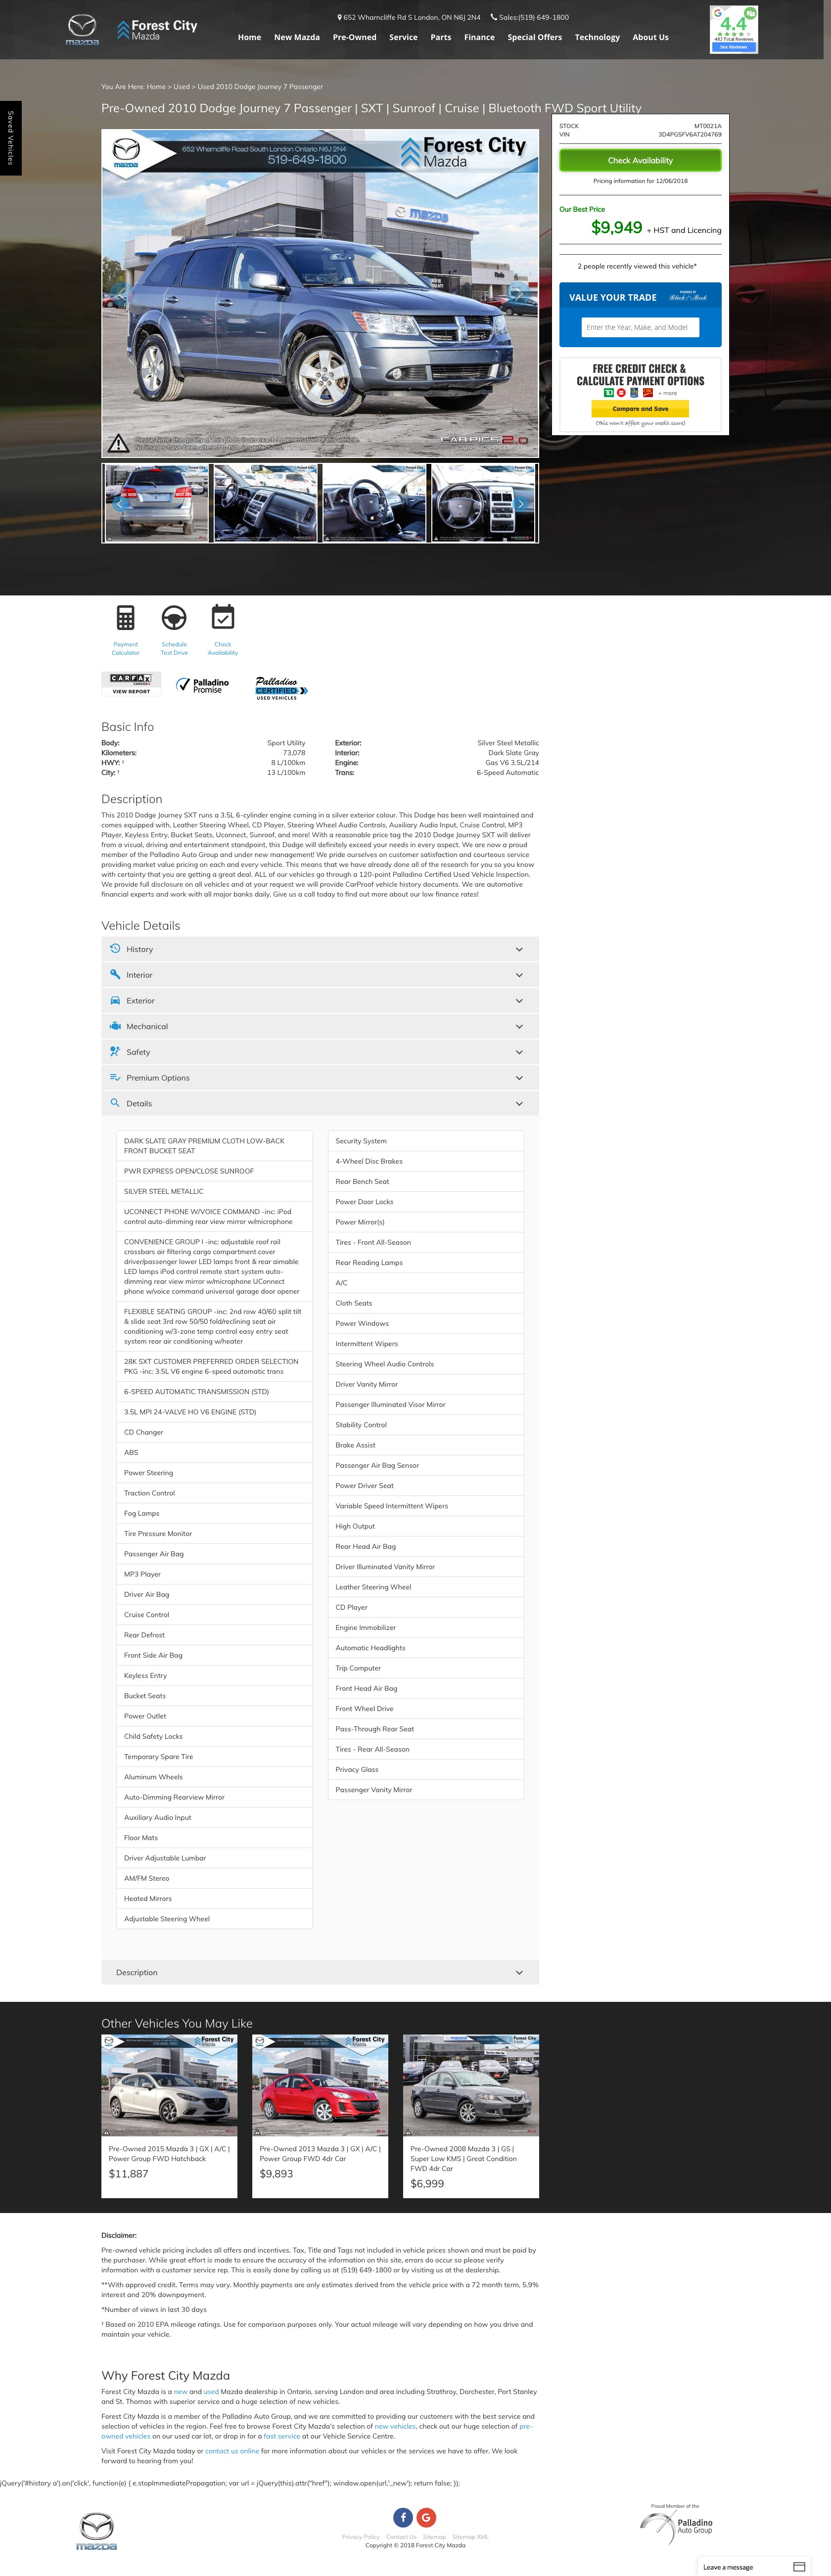 652 Wharncliffe Rd S London, ON N6J 2N4 Sales:(519) 649-1800
mazda
Forest City
Mazda
Home New Mazda Pre-Owned Service Parts Finance Special Offers Technology About Us
4.4
483 Total Reviews
See Reviews
Saved Vehicles
You Are Here: Home > Used > Used 2010 Dodge Journey 7 Passenger
Pre-Owned 2010 Dodge Journey 7 Passenger | SXT | Sunroof | Cruise | Bluetooth FWD Sport Utility
652 Wharncliffe Road South London Ontario N6J 2N4
519-649-1800
Forest City
Mazda
STOCK MT0021A
VIN 3D4PG5FV6AT204769
Check Availability
Pricing information for 12/06/2018
Our Best Price
$9,949 + HST and Licencing
2 people recently viewed this vehicle*
VALUE YOUR TRADE
POWERED BY
Black Book
Enter the Year, Make, and Model
FREE CREDIT CHECK &
CALCULATE PAYMENT OPTIONS
+ more
Compare and Save
(This won't affect your credit score)
CARPICS 2.0
Payment
Calculator
Schedule
Test Drive
Check
Availability
CARFAX
CANADA
VIEW REPORT
Palladino
Promise
Palladino
CERTIFIED
USED VEHICLES
Basic Info
Body: Sport Utility
Kilometers: 73,078
HWY: † 8 L/100km
City: † 13 L/100km
Exterior: Silver Steel Metallic
Interior: Dark Slate Gray
Engine: Gas V6 3.5L/214
Trans: 6-Speed Automatic
Description
This 2010 Dodge Journey SXT runs a 3.5L 6-cylinder engine coming in a silver exterior colour. This Dodge has been well maintained and
comes equipped with, Leather Steering Wheel, CD Player, Steering Wheel Audio Controls, Auxiliary Audio Input, Cruise Control, MP3
Player, Keyless Entry, Bucket Seats, Uconnect, Sunroof, and more! With a reasonable price tag the 2010 Dodge Journey SXT will deliver
from a visual, driving and entertainment standpoint, this Dodge will definitely exceed your needs in every aspect. We are now a proud
member of the Palladino Auto Group and under new management! We pride ourselves on customer satisfaction and courteous service
providing market value pricing on each and every vehicle. This means that we have already done all of the research for you so you know
with certainty that you are getting a great deal. ALL of our vehicles go through a 120-point Palladino Certified Used Vehicle Inspection.
We provide full disclosure on all vehicles and at your request we will provide CarProof vehicle history documents. We are automotive
financial experts and work with all major banks daily. Give us a call today to find out more about our low finance rates!
Vehicle Details
History
Interior
Exterior
Mechanical
Safety
Premium Options
Details
DARK SLATE GRAY PREMIUM CLOTH LOW-BACK
FRONT BUCKET SEAT
PWR EXPRESS OPEN/CLOSE SUNROOF
SILVER STEEL METALLIC
UCONNECT PHONE W/VOICE COMMAND -inc: iPod
control auto-dimming rear view mirror w/microphone
CONVENIENCE GROUP I -inc: adjustable roof rail
crossbars air filtering cargo compartment cover
driver/passenger lower LED lamps front & rear aimable
LED lamps iPod control remote start system auto-
dimming rear view mirror w/microphone UConnect
phone w/voice command universal garage door opener
FLEXIBLE SEATING GROUP -inc: 2nd row 40/60 split tilt
& slide seat 3rd row 50/50 fold/reclining seat air
conditioning w/3-zone temp control easy entry seat
system rear air conditioning w/heater
28K SXT CUSTOMER PREFERRED ORDER SELECTION
PKG -inc: 3.5L V6 engine 6-speed automatic trans
6-SPEED AUTOMATIC TRANSMISSION (STD)
3.5L MPI 24-VALVE HO V6 ENGINE (STD)
CD Changer
ABS
Power Steering
Traction Control
Fog Lamps
Tire Pressure Monitor
Passenger Air Bag
MP3 Player
Driver Air Bag
Cruise Control
Rear Defrost
Front Side Air Bag
Keyless Entry
Bucket Seats
Power Outlet
Child Safety Locks
Temporary Spare Tire
Aluminum Wheels
Auto-Dimming Rearview Mirror
Auxiliary Audio Input
Floor Mats
Driver Adjustable Lumbar
AM/FM Stereo
Heated Mirrors
Adjustable Steering Wheel
Security System
4-Wheel Disc Brakes
Rear Bench Seat
Power Door Locks
Power Mirror(s)
Tires - Front All-Season
Rear Reading Lamps
A/C
Cloth Seats
Power Windows
Intermittent Wipers
Steering Wheel Audio Controls
Driver Vanity Mirror
Passenger Illuminated Visor Mirror
Stability Control
Brake Assist
Passenger Air Bag Sensor
Power Driver Seat
Variable Speed Intermittent Wipers
High Output
Rear Head Air Bag
Driver Illuminated Vanity Mirror
Leather Steering Wheel
CD Player
Engine Immobilizer
Automatic Headlights
Trip Computer
Front Head Air Bag
Front Wheel Drive
Pass-Through Rear Seat
Tires - Rear All-Season
Privacy Glass
Passenger Vanity Mirror
Description
Other Vehicles You May Like
Pre-Owned 2015 Mazda 3 | GX | A/C |
Power Group FWD Hatchback
$11,887
Pre-Owned 2013 Mazda 3 | GX | A/C |
Power Group FWD 4dr Car
$9,893
Pre-Owned 2008 Mazda 3 | GS |
Super Low KMS | Great Condition
FWD 4dr Car
$6,999
Disclaimer:
Pre-owned vehicle pricing includes all offers and incentives. Tax, Title and Tags not included in vehicle prices shown and must be paid by
the purchaser. While great effort is made to ensure the accuracy of the information on this site, errors do occur so please verify
information with a customer service rep. This is easily done by calling us at (519) 649-1800 or by visiting us at the dealership.
**With approved credit. Terms may vary. Monthly payments are only estimates derived from the vehicle price with a 72 month term, 5.9%
interest and 20% downpayment.
*Number of views in last 30 days
† Based on 2010 EPA mileage ratings. Use for comparison purposes only. Your actual mileage will vary depending on how you drive and
maintain your vehicle.
Why Forest City Mazda
Forest City Mazda is a new and used Mazda dealership in Ontario, serving London and area including Strathroy, Dorchester, Port Stanley
and St. Thomas with superior service and a huge selection of new vehicles.
Forest City Mazda is a member of the Palladino Auto Group, and we are committed to providing our customers with the best service and
selection of vehicles in the region. Feel free to browse Forest City Mazda's selection of new vehicles, check out our huge selection of pre-
owned vehicles on our used car lot, or drop in for a fast service at our Vehicle Service Centre.
Visit Forest City Mazda today or contact us online for more information about our vehicles or the services we have to offer. We look
forward to hearing from you!
jQuery('#history a').on('click', function(e) { e.stopImmediatePropagation; var url = jQuery(this).attr("href"); window.open(url,'_new'); return false; });
mazda
Proud Member of the
Palladino
Auto Group
Privacy Policy Contact Us Sitemap Sitemap XML
Copyright © 2018 Forest City Mazda
Leave a message